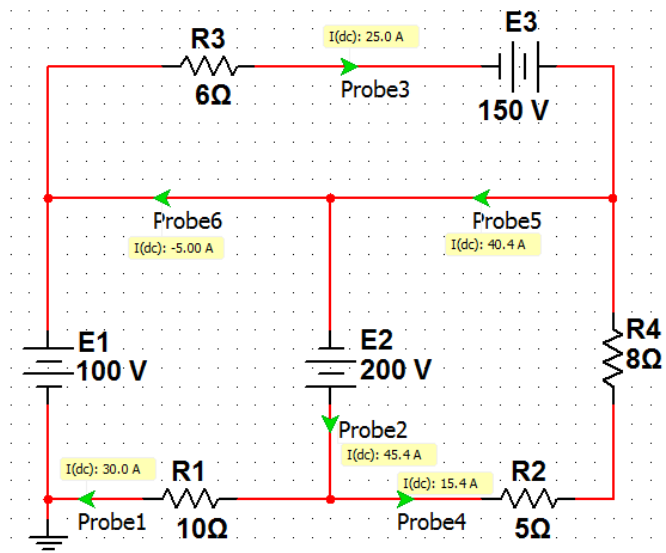 I(dc): 25.0 A
E3
R3
Probe3
6Ω
150 V
Probe6
Probe5
I(dc): -5.00 A
I(dc): 40.4 A
E1
100 V
E2
200 V
R4
8Ω
Probe2
I(dc): 45.4 A
I(dc): 30.0 A
R1
I(dc): 15.4 A
R2
Probe1
10Ω
Probe4
5Ω